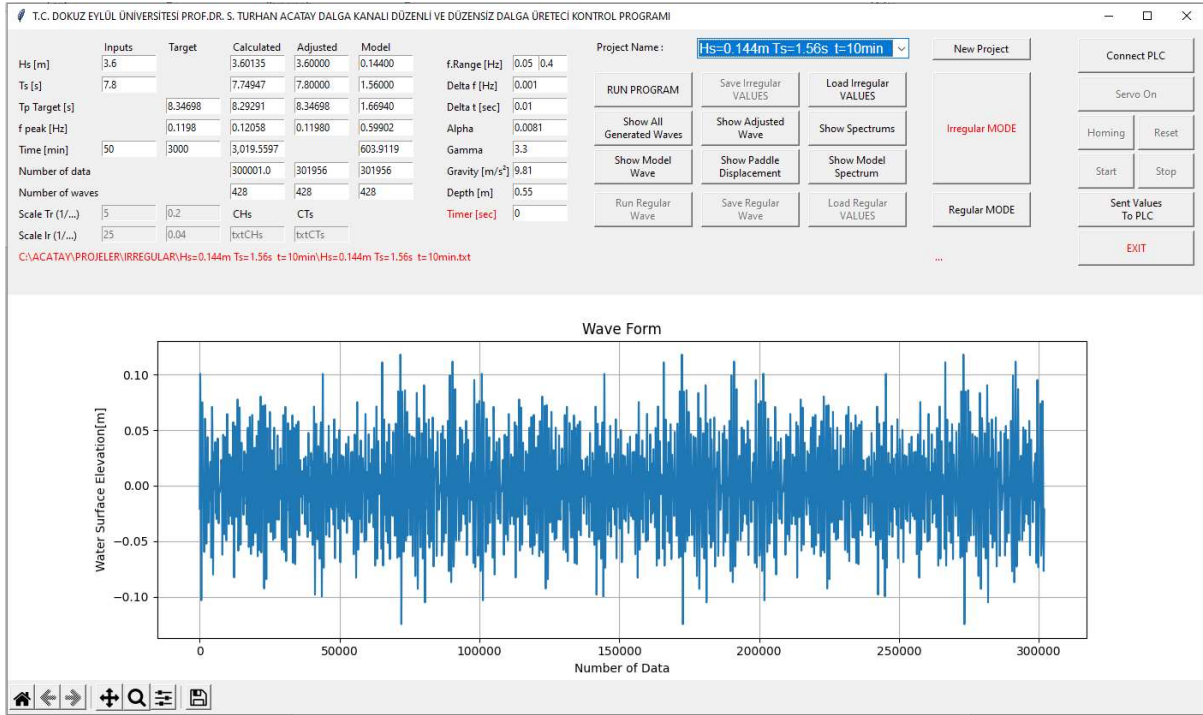 T.C. DOKUZ EYLÜL ÜNİVERSİTESİ PROF.DR. S. TURHAN ACATAY DALGA KANALI DÜZENLİ VE DÜZENSİZ DALGA ÜRETECİ KONTROL PROGRAMI
Inputs Target Calculated Adjusted Model
Hs [m] 3.6 3.60135 3.60000 0.14400 f.Range [Hz] 0.05 0.4
Ts [s] 7.8 7.74947 7.80000 1.56000 Delta f [Hz] 0.001
Tp Target [s] 8.34698 8.29291 8.34698 1.66940 Delta t [sec] 0.01
f peak [Hz] 0.1198 0.12058 0.11980 0.59902 Alpha 0.0081
Time [min] 50 3000 3,019.5597 603.9119 Gamma 3.3
Number of data 300001.0 301956 301956 Gravity [m/s²] 9.81
Number of waves 428 428 428 Depth [m] 0.55
Scale Tr (1/...) 5 0.2 CHs CTs Timer [sec] 0
Scale Ir (1/...) 25 0.04 txtCHs txtCTs
C:\ACATAY\PROJELER\IRREGULAR\Hs=0.144m Ts=1.56s t=10min\Hs=0.144m Ts=1.56s t=10min.txt
Project Name : Hs=0.144m Ts=1.56s t=10min New Project
RUN PROGRAM
Save Irregular
VALUES
Load Irregular
VALUES
Show All
Generated Waves
Show Adjusted
Wave
Show Spectrums
Show Model
Wave
Show Paddle
Displacement
Show Model
Spectrum
Run Regular
Wave
Save Regular
Wave
Load Regular
VALUES
Irregular MODE
Regular MODE
...
Connect PLC
Servo On
Homing Reset
Start Stop
Sent Values
To PLC
EXIT
Wave Form
Water Surface Elevation[m]
0.10
0.05
0.00
−0.05
−0.10
0 50000 100000 150000 200000 250000 300000
Number of Data